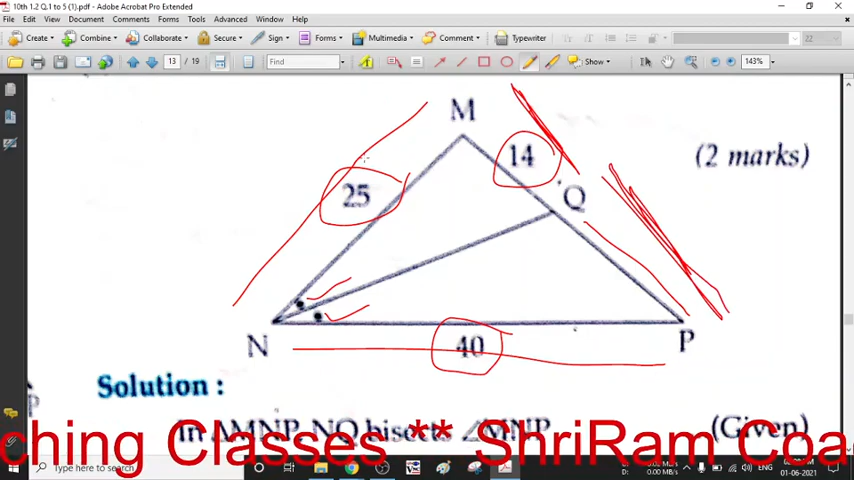 10th 1.2 Q.1 to 5 (1).pdf - Adobe Acrobat Pro Extended
File Edit View Document Comments Forms Tools Advanced Window Help
Create Combine Collaborate Secure Sign Forms Multimedia Comment Typewriter
13 / 19 Find Show 143%
M
14
(2 marks)
25
Q
N
40
P
Solution :
In ΔMNP, NQ bisects ∠MNP (Given)
ching Classes ** ShriRam Coa
Type here to search
D: 0.00 MB/s
ENG
01-06-2021